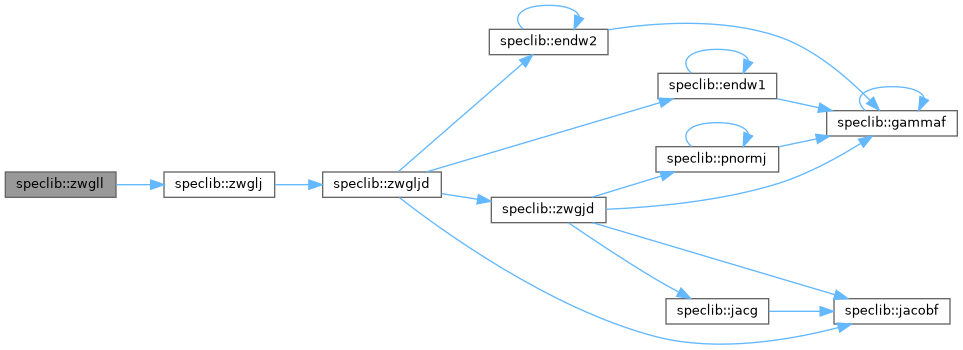 speclib::endw2
speclib::endw1
speclib::gammaf
speclib::pnormj
speclib::zwgll
speclib::zwglj
speclib::zwgljd
speclib::zwgjd
speclib::jacg
speclib::jacobf